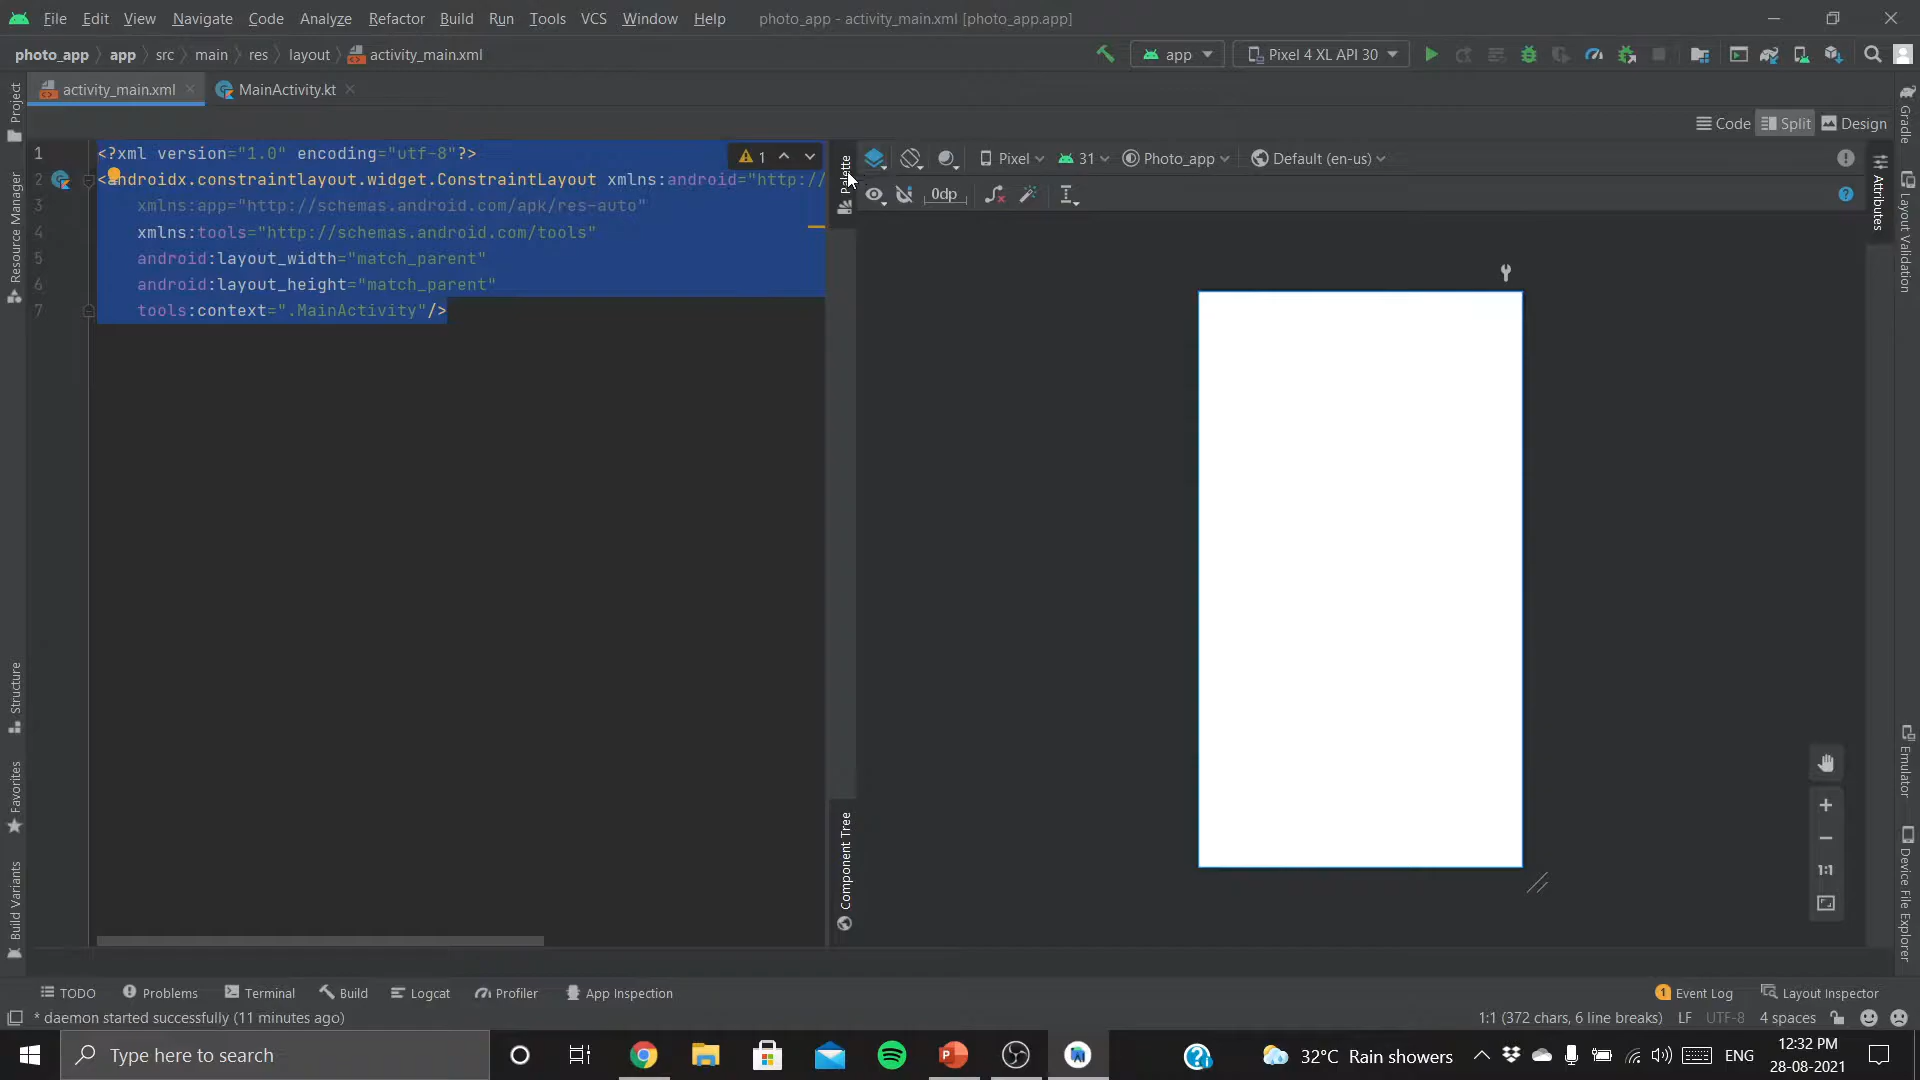 File Edit View Navigate Code Analyze Refactor Build Run Tools VCS Window Help photo_app - activity_main.xml [photo_app.app]
photo_app app src main res layout activity_main.xml app Pixel 4 XL API 30
activity_main.xml MainActivity.kt
Code Split Design
Project
Resource Manager
Structure
Favorites
Build Variants
1 <?xml version="1.0" encoding="utf-8"?>
2 <androidx.constraintlayout.widget.ConstraintLayout xmlns:android="http://
3 xmlns:app="http://schemas.android.com/apk/res-auto"
4 xmlns:tools="http://schemas.android.com/tools"
5 android:layout_width="match_parent"
6 android:layout_height="match_parent"
7 tools:context=".MainActivity"/>
1
Palette
Component Tree
Pixel 31 Photo_app Default (en-us)
0dp
1:1
Attributes
Gradle
Layout Validation
Emulator
Device File Explorer
TODO Problems Terminal Build Logcat Profiler App Inspection 1 Event Log Layout Inspector
* daemon started successfully (11 minutes ago) 1:1 (372 chars, 6 line breaks) LF UTF-8 4 spaces
Type here to search 32°C Rain showers ENG 12:32 PM
28-08-2021